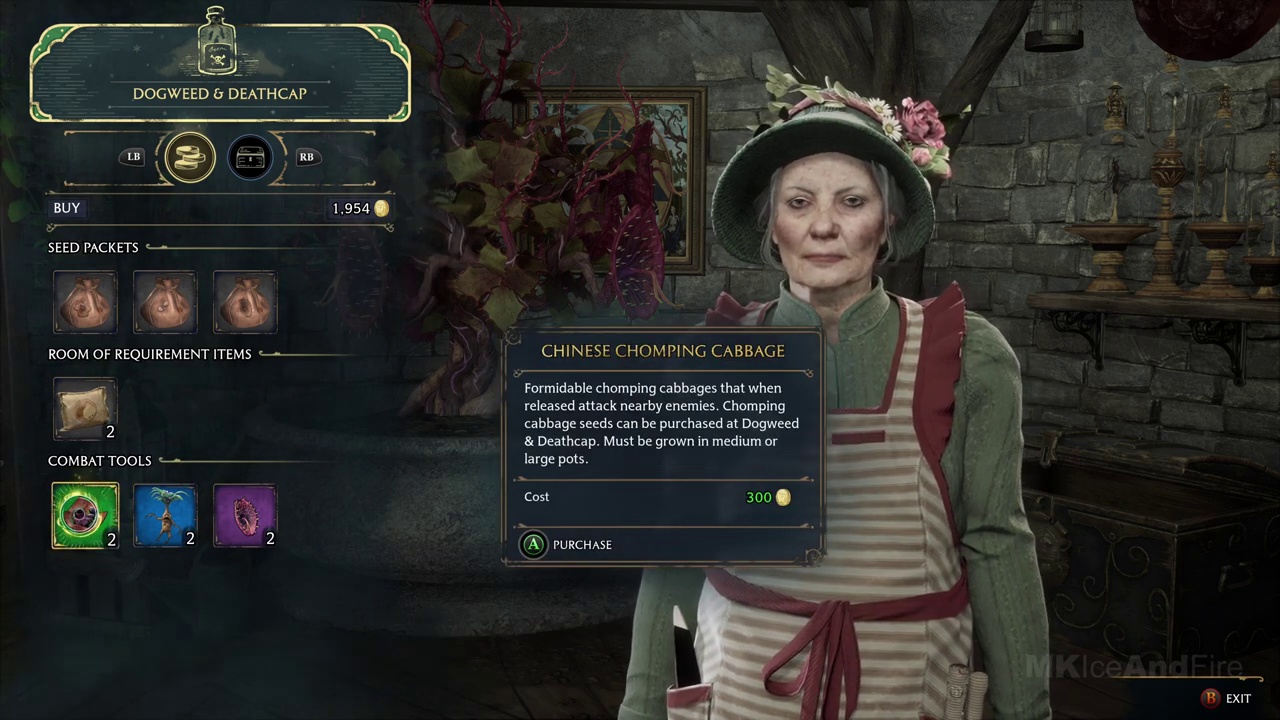 DOGWEED & DEATHCAP
LB
RB
BUY
1,954
SEED PACKETS
ROOM OF REQUIREMENT ITEMS
2
COMBAT TOOLS
2
2
2
CHINESE CHOMPING CABBAGE
Formidable chomping cabbages that when
released attack nearby enemies. Chomping
cabbage seeds can be purchased at Dogweed
& Deathcap. Must be grown in medium or
large pots.
Cost
300
A PURCHASE
MKIceAndFire
B EXIT